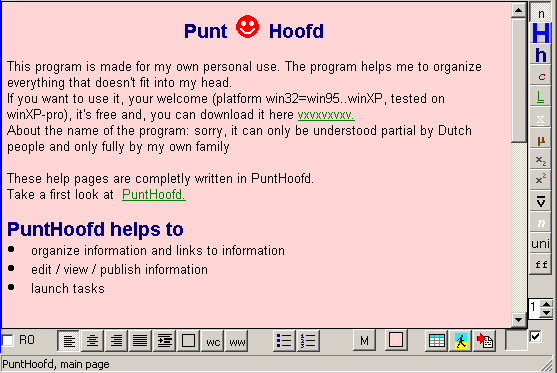 Punt Hoofd
This program is made for my own personal use. The program helps me to organize
everything that doesn't fit into my head.
If you want to use it, your welcome (platform win32=win95..winXP, tested on
winXP-pro), it's free and, you can download it here vxvxvxvxv.
About the name of the program: sorry, it can only be understood partial by Dutch
people and only fully by my own family
These help pages are completly written in PuntHoofd.
Take a first look at PuntHoofd.
PuntHoofd helps to
• organize information and links to information
• edit / view / publish information
• launch tasks
n
H
h
c
L
x
μ
x₂
x²
v
n
uni
ff
1
RO
wc
ww
M
PuntHoofd, main page